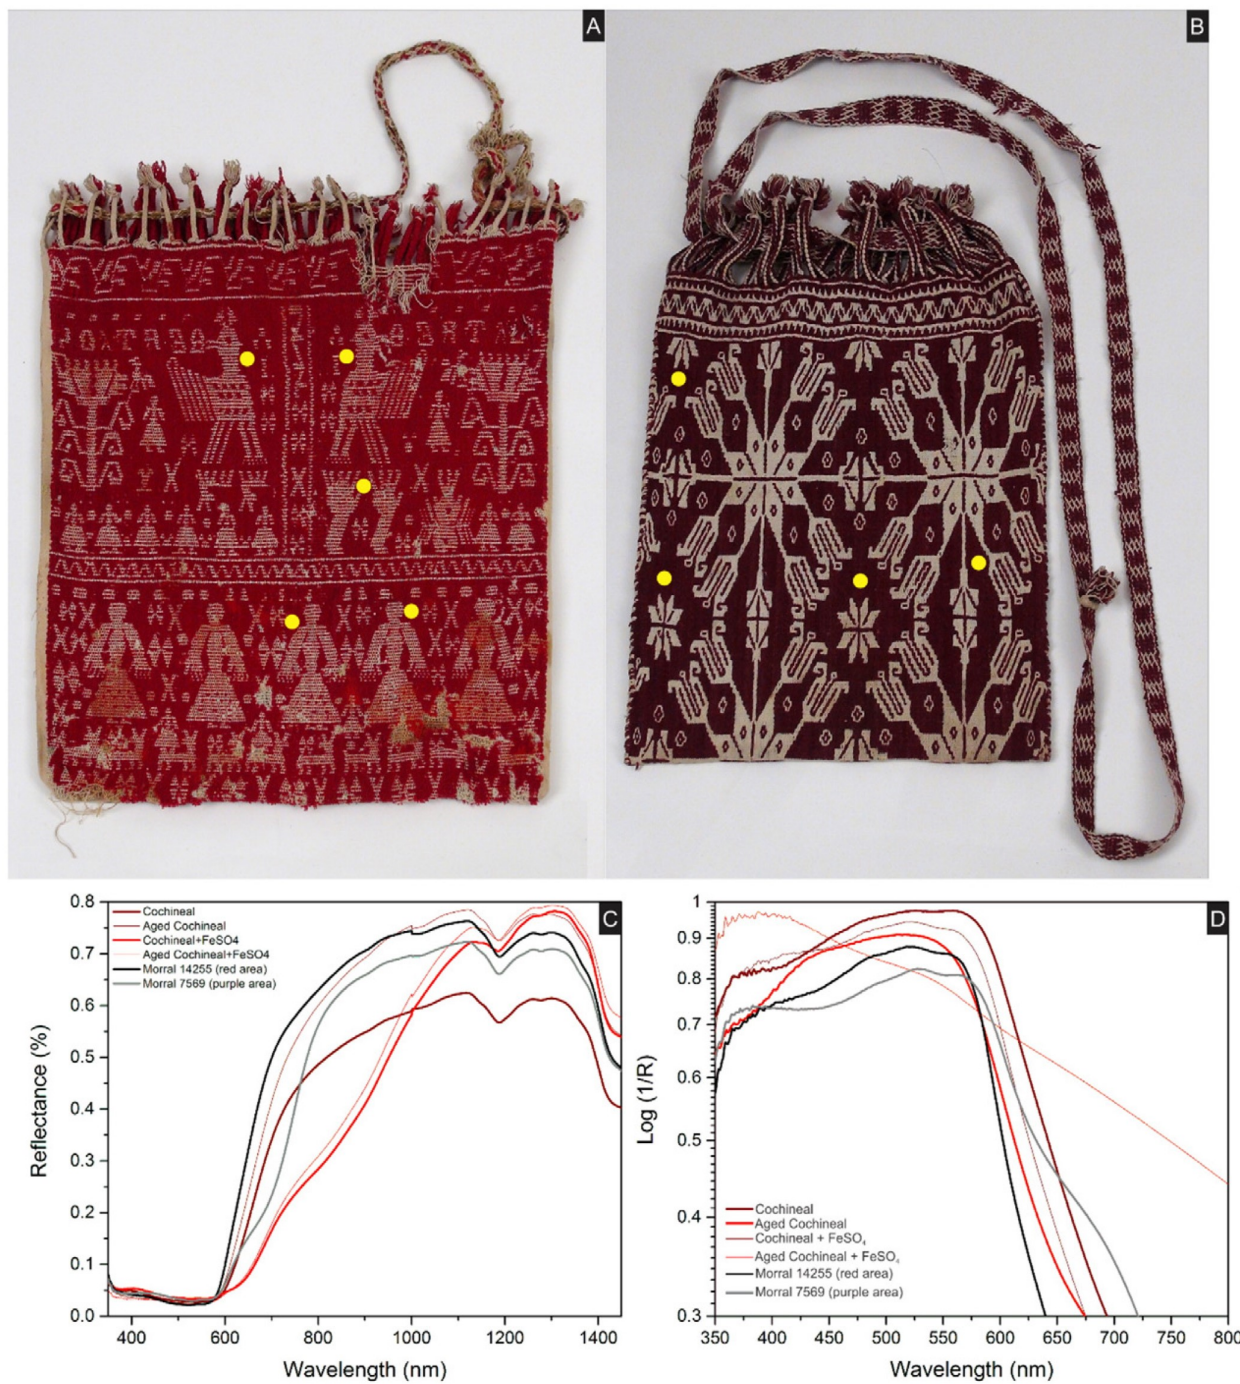 A
B
C
0.8
0.7
0.6
0.5
0.4
0.3
0.2
0.1
0.0
Reflectance (%)
Cochineal
Aged Cochineal
Cochineal+FeSO4
Aged Cochineal+FeSO4
Morral 14255 (red area)
Morral 7569 (purple area)
400 600 800 1000 1200 1400
Wavelength (nm)
D
1
0.9
0.8
0.7
0.6
0.5
0.4
0.3
Log (1/R)
Cochineal
Aged Cochineal
Cochineal + FeSO₄
Aged Cochineal + FeSO₄
Morral 14255 (red area)
Morral 7569 (purple area)
350 400 450 500 550 600 650 700 750 800
Wavelength (nm)